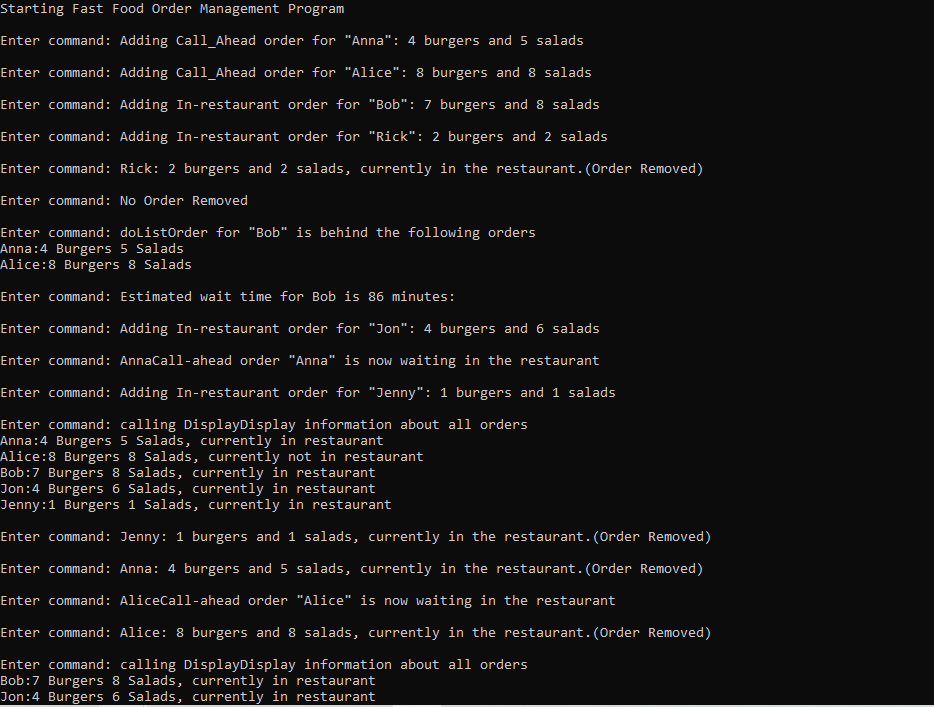 Starting Fast Food Order Management Program
Enter command: Adding Call_Ahead order for "Anna": 4 burgers and 5 salads
Enter command: Adding Call_Ahead order for "Alice": 8 burgers and 8 salads
Enter command: Adding In-restaurant order for "Bob": 7 burgers and 8 salads
Enter command: Adding In-restaurant order for "Rick": 2 burgers and 2 salads
Enter command: Rick: 2 burgers and 2 salads, currently in the restaurant.(Order Removed)
Enter command: No Order Removed
Enter command: doListOrder for "Bob" is behind the following orders
Anna:4 Burgers 5 Salads
Alice:8 Burgers 8 Salads
Enter command: Estimated wait time for Bob is 86 minutes:
Enter command: Adding In-restaurant order for "Jon": 4 burgers and 6 salads
Enter command: AnnaCall-ahead order "Anna" is now waiting in the restaurant
Enter command: Adding In-restaurant order for "Jenny": 1 burgers and 1 salads
Enter command: calling DisplayDisplay information about all orders
Anna:4 Burgers 5 Salads, currently in restaurant
Alice:8 Burgers 8 Salads, currently not in restaurant
Bob:7 Burgers 8 Salads, currently in restaurant
Jon:4 Burgers 6 Salads, currently in restaurant
Jenny:1 Burgers 1 Salads, currently in restaurant
Enter command: Jenny: 1 burgers and 1 salads, currently in the restaurant.(Order Removed)
Enter command: Anna: 4 burgers and 5 salads, currently in the restaurant.(Order Removed)
Enter command: AliceCall-ahead order "Alice" is now waiting in the restaurant
Enter command: Alice: 8 burgers and 8 salads, currently in the restaurant.(Order Removed)
Enter command: calling DisplayDisplay information about all orders
Bob:7 Burgers 8 Salads, currently in restaurant
Jon:4 Burgers 6 Salads, currently in restaurant